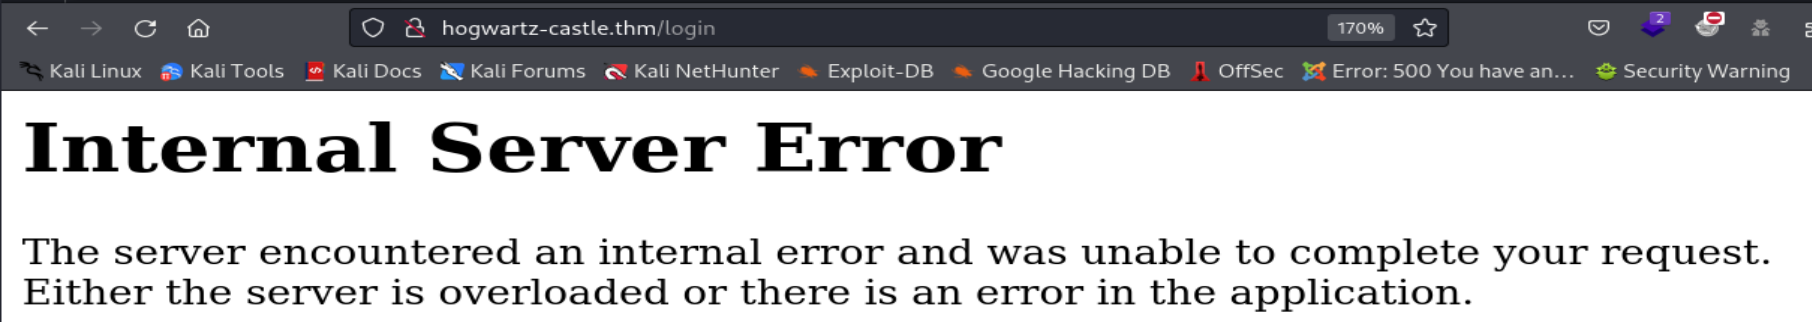 hogwartz-castle.thm/login
170%
2
Kali Linux Kali Tools Kali Docs Kali Forums Kali NetHunter Exploit-DB Google Hacking DB OffSec Error: 500 You have an... Security Warning
Internal Server Error
The server encountered an internal error and was unable to complete your request.
Either the server is overloaded or there is an error in the application.